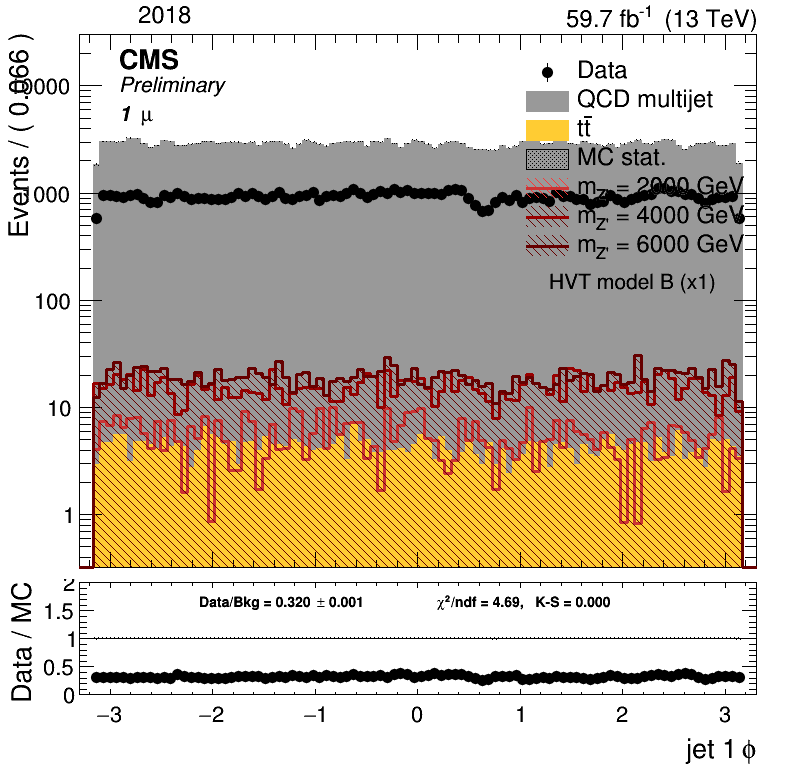 2018
59.7 fb⁻¹ (13 TeV)
CMS
Preliminary
1 μ
Data
QCD multijet
tt̄
MC stat.
m_Z' = 2000 GeV
m_Z' = 4000 GeV
m_Z' = 6000 GeV
HVT model B (x1)
Events / ( 0.066 )
1000
100
10
1
Data/Bkg = 0.320 ± 0.001
χ²/ndf = 4.69, K-S = 0.000
Data / MC
2
1.5
1
0.5
0
−3 −2 −1 0 1 2 3
jet 1 ϕ